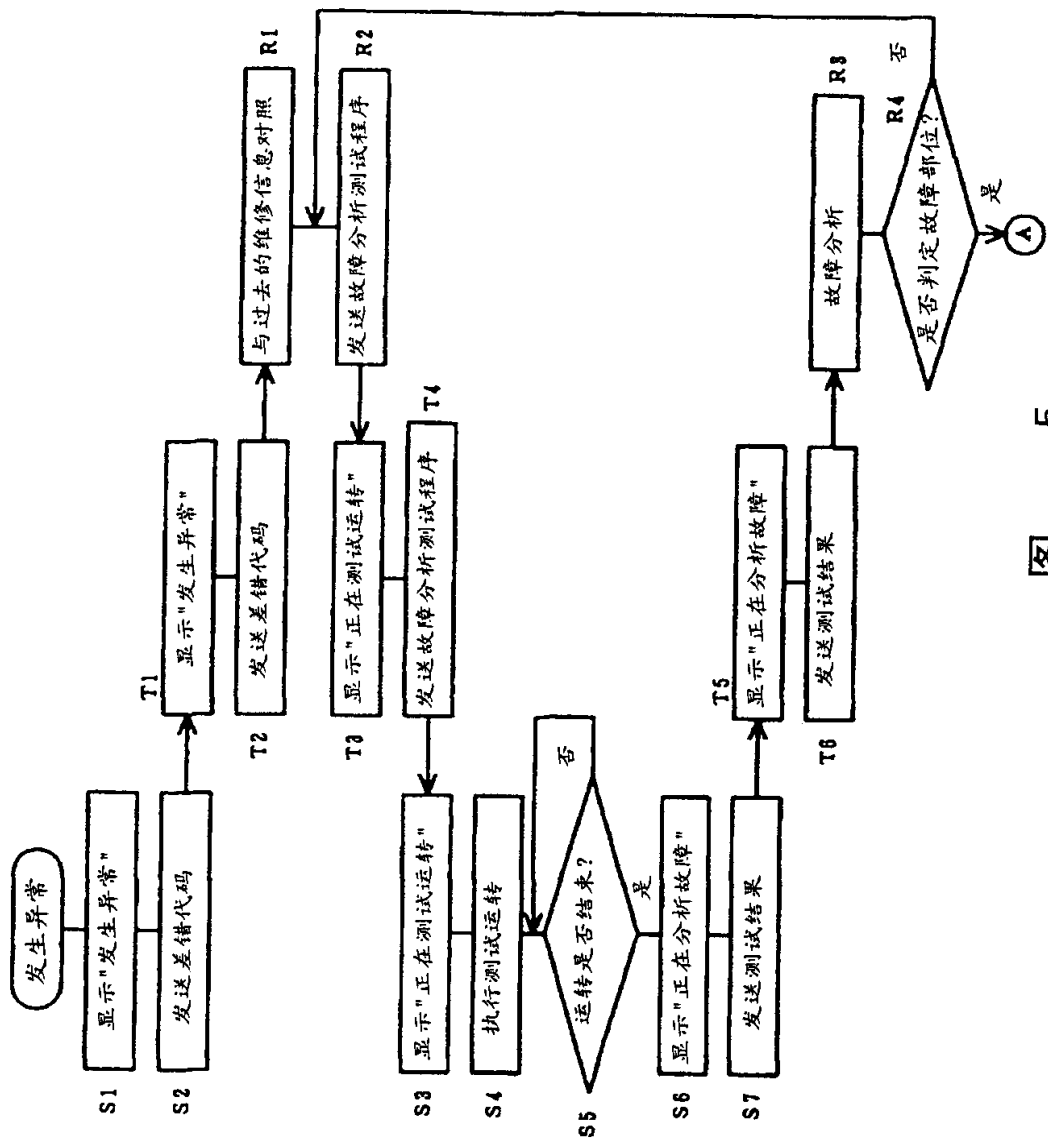 发生异常
S1
显示"发生异常"
S2
发送差错代码
T1
显示"发生异常"
T2
发送差错代码
R1
与过去的维修信息对照
R2
发送故障分析测试程序
T3
显示"正在测试运转"
T4
发送故障分析测试程序
S3
显示"正在测试运转"
S4
执行测试运转
S5
运转是否结束?
否
是
S6
显示"正在分析故障"
S7
发送测试结果
T5
显示"正在分析故障"
T6
发送测试结果
R3
故障分析
R4
是否判定故障部位?
否
是
A
图 5